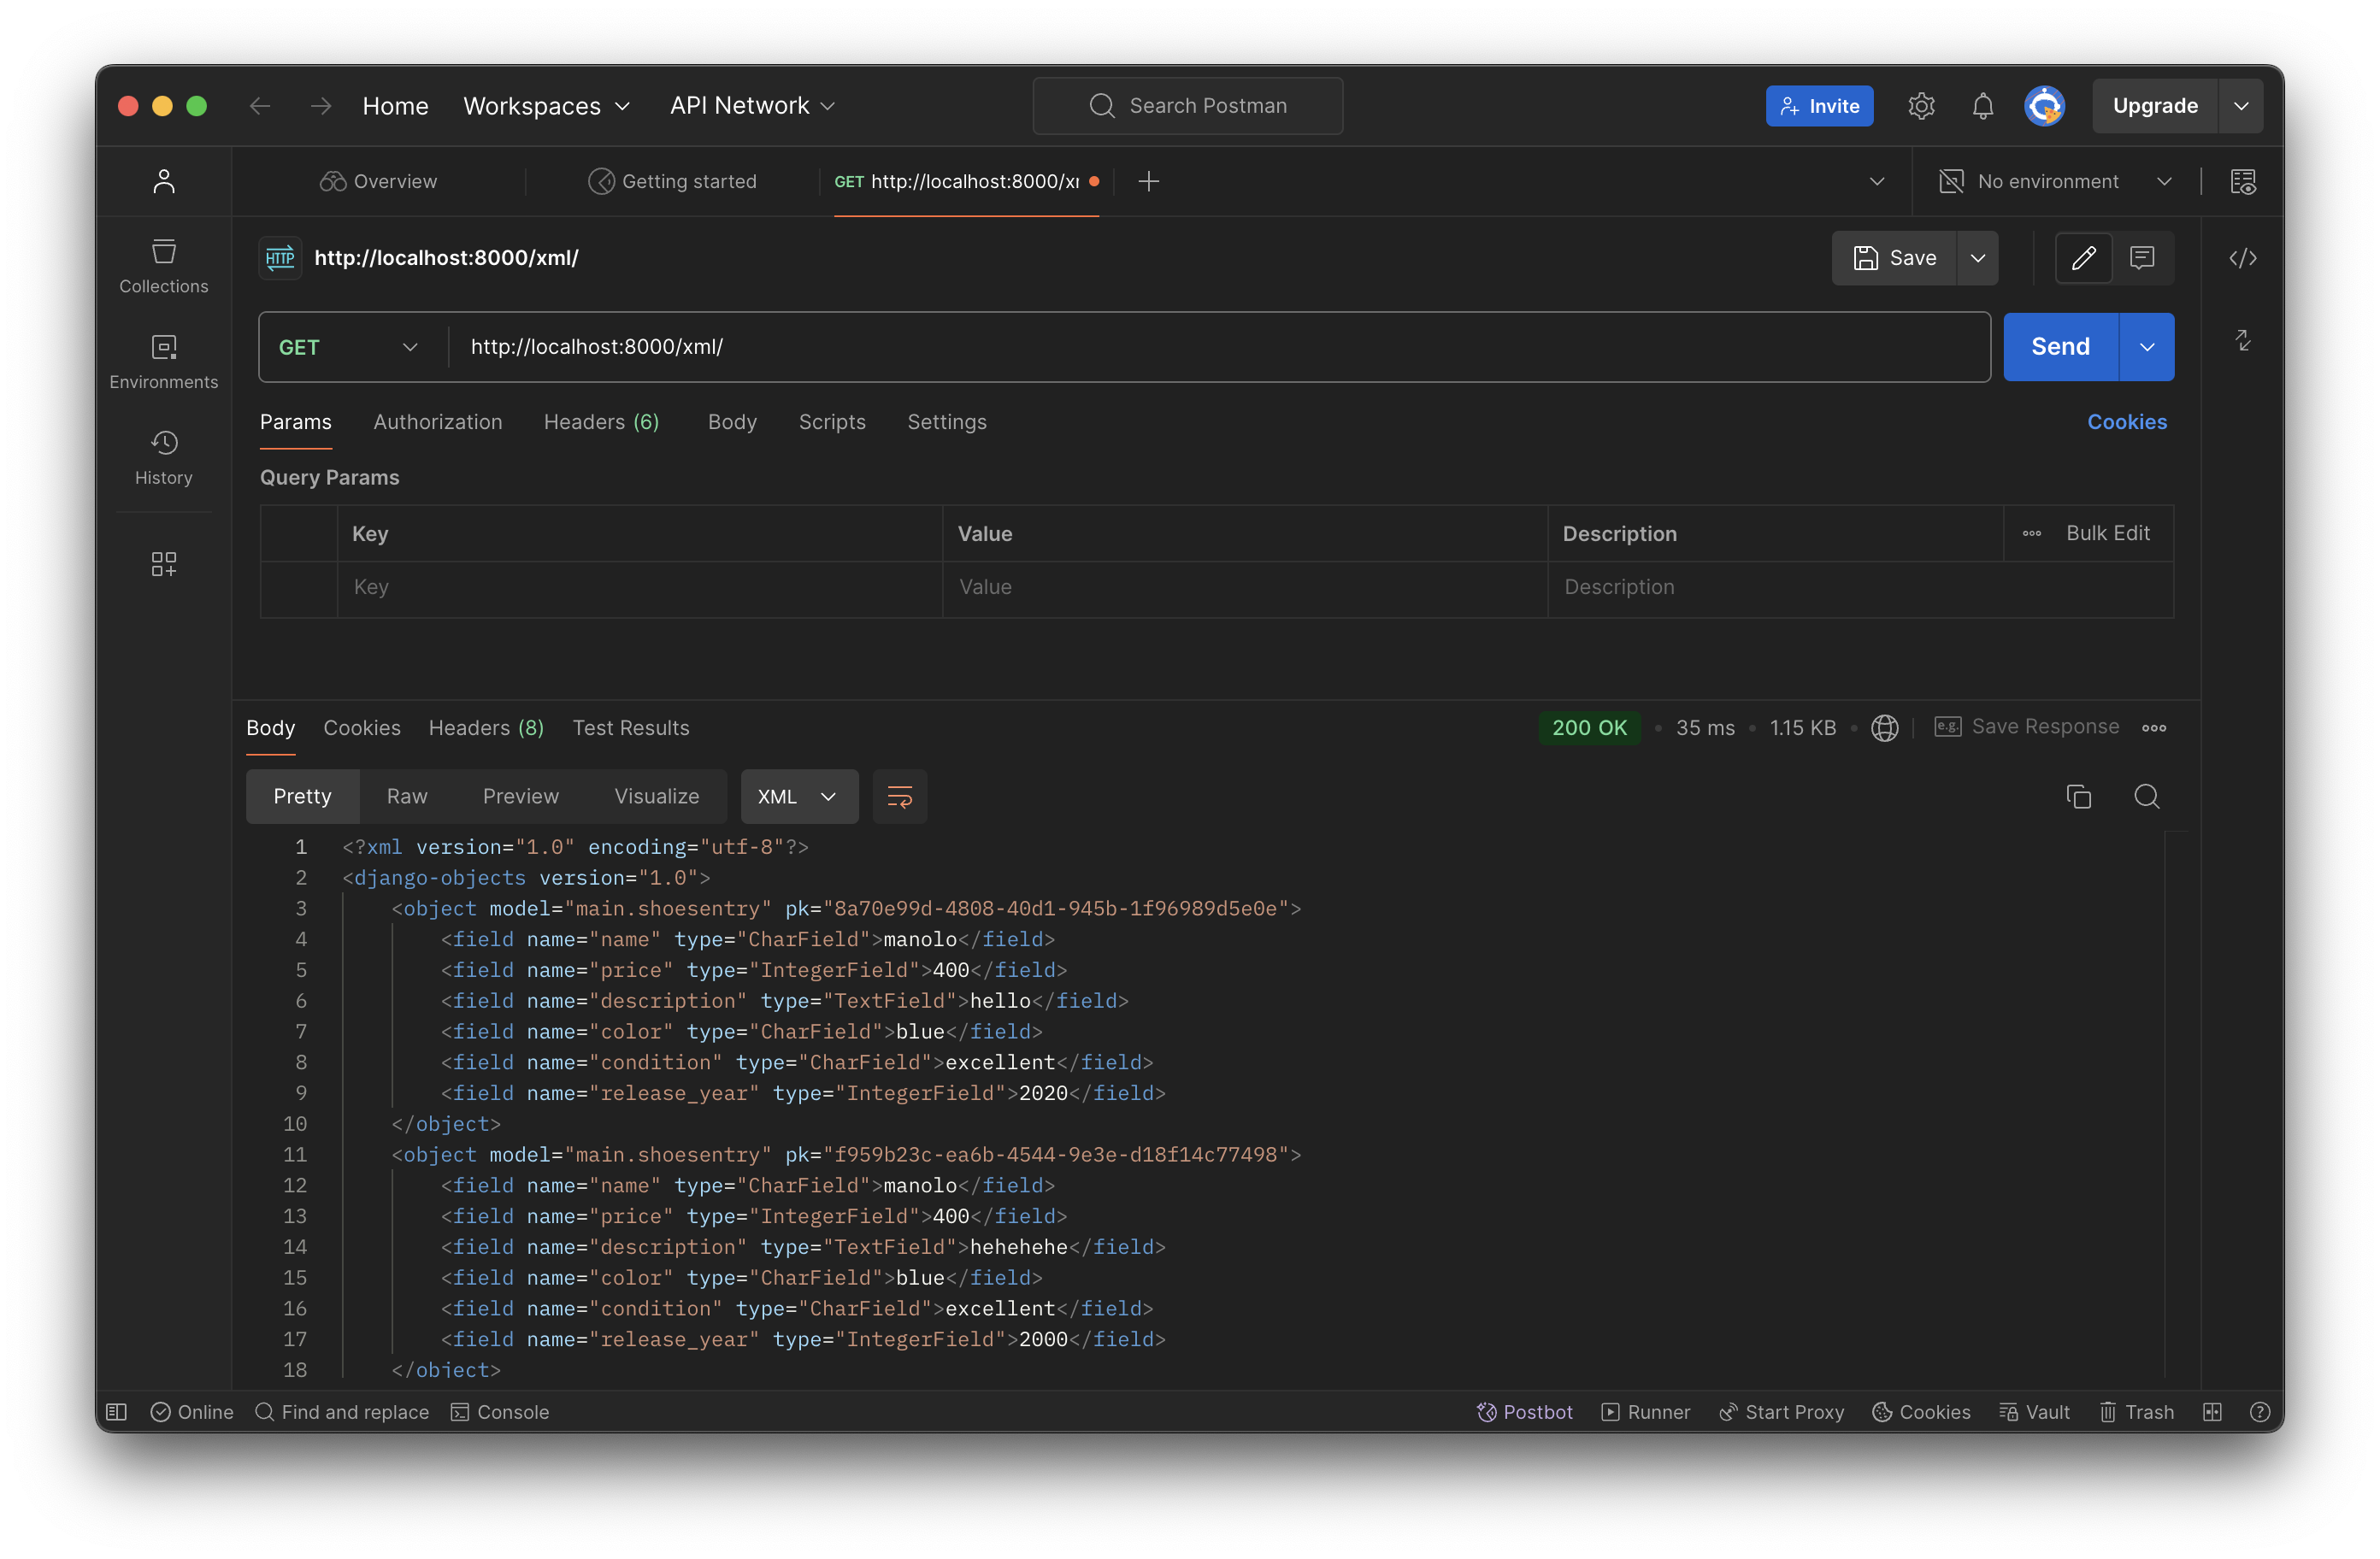 Home Workspaces API Network Search Postman Invite Upgrade
Overview Getting started GET http://localhost:8000/xr No environment
Collections
Environments
History
HTTP http://localhost:8000/xml/ Save
GET http://localhost:8000/xml/ Send
Params Authorization Headers (6) Body Scripts Settings Cookies
Query Params
Key Value Description Bulk Edit
Key Value Description
Body Cookies Headers (8) Test Results 200 OK 35 ms 1.15 KB e.g. Save Response
Pretty Raw Preview Visualize XML
1 <?xml version="1.0" encoding="utf-8"?>
2 <django-objects version="1.0">
3 <object model="main.shoesentry" pk="8a70e99d-4808-40d1-945b-1f96989d5e0e">
4 <field name="name" type="CharField">manolo</field>
5 <field name="price" type="IntegerField">400</field>
6 <field name="description" type="TextField">hello</field>
7 <field name="color" type="CharField">blue</field>
8 <field name="condition" type="CharField">excellent</field>
9 <field name="release_year" type="IntegerField">2020</field>
10 </object>
11 <object model="main.shoesentry" pk="f959b23c-ea6b-4544-9e3e-d18f14c77498">
12 <field name="name" type="CharField">manolo</field>
13 <field name="price" type="IntegerField">400</field>
14 <field name="description" type="TextField">hehehehe</field>
15 <field name="color" type="CharField">blue</field>
16 <field name="condition" type="CharField">excellent</field>
17 <field name="release_year" type="IntegerField">2000</field>
18 </object>
Online Find and replace Console Postbot Runner Start Proxy Cookies Vault Trash